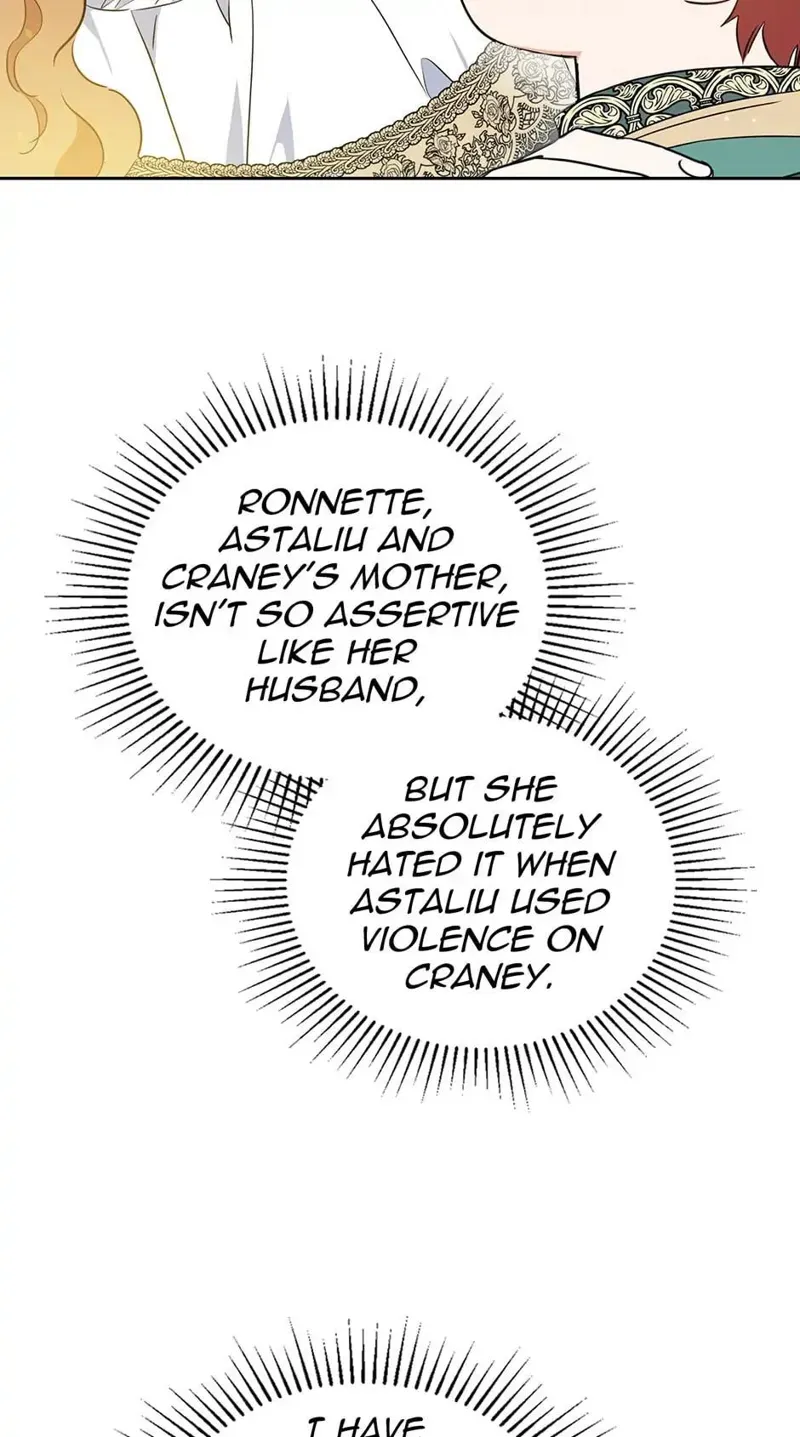 RONNETTE,
ASTALIU AND
CRANEY'S MOTHER,
ISN'T SO ASSERTIVE
LIKE HER
HUSBAND,
BUT SHE
ABSOLUTELY
HATED IT WHEN
ASTALIU USED
VIOLENCE ON
CRANEY.
I HAVE